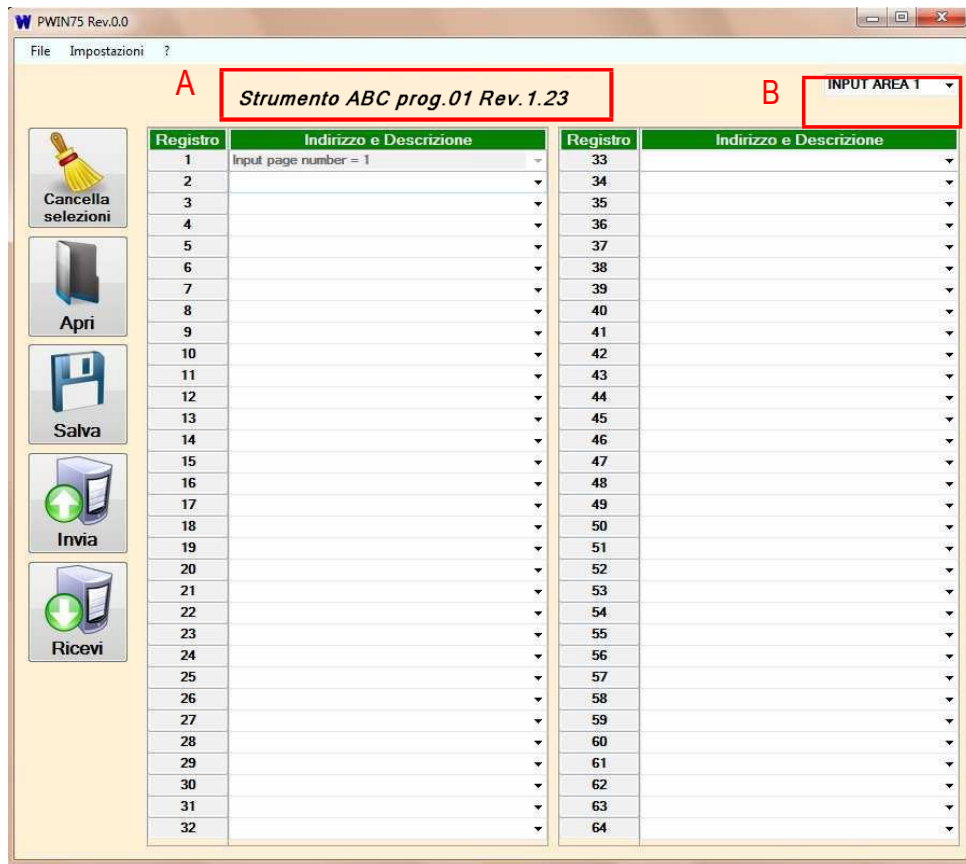 PWIN75 Rev.0.0
File Impostazioni ?
A
Strumento ABC prog.01 Rev.1.23
B
INPUT AREA 1
Cancella
selezioni
Apri
Salva
Invia
Ricevi
Registro Indirizzo e Descrizione Registro Indirizzo e Descrizione
1 Input page number = 1 33
2 34
3 35
4 36
5 37
6 38
7 39
8 40
9 41
10 42
11 43
12 44
13 45
14 46
15 47
16 48
17 49
18 50
19 51
20 52
21 53
22 54
23 55
24 56
25 57
26 58
27 59
28 60
29 61
30 62
31 63
32 64